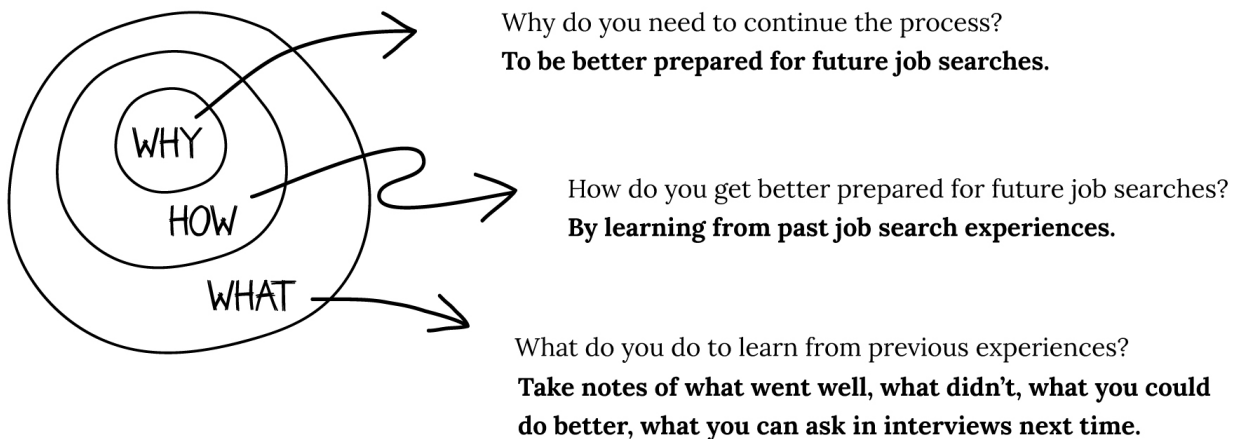 Why do you need to continue the process?
To be better prepared for future job searches.
WHY
How do you get better prepared for future job searches?
By learning from past job search experiences.
HOW
WHAT
What do you do to learn from previous experiences?
Take notes of what went well, what didn't, what you could
do better, what you can ask in interviews next time.